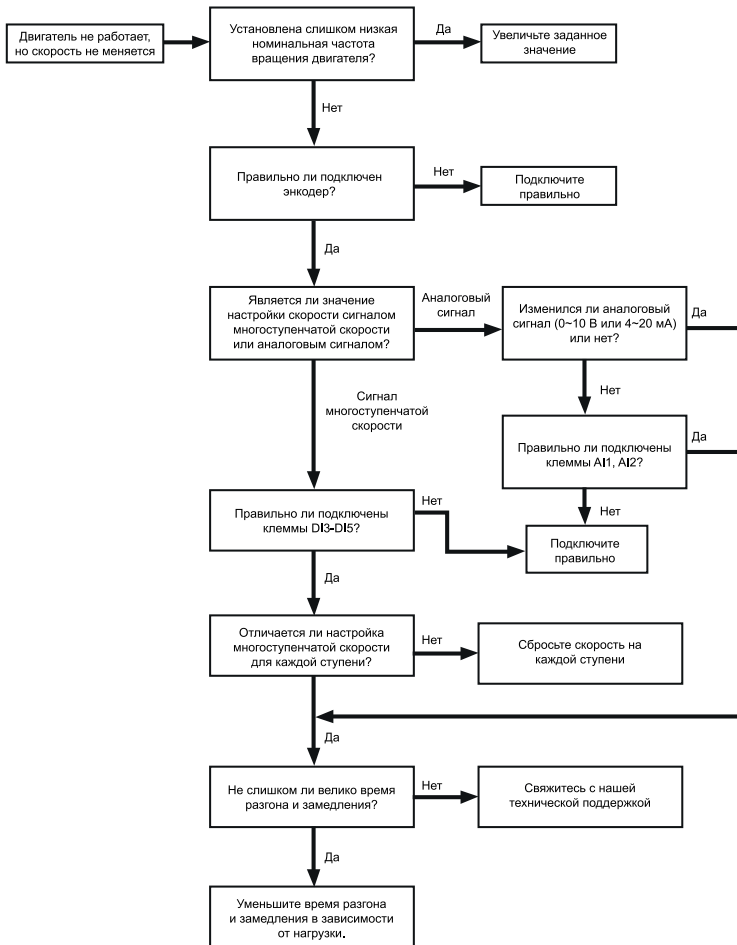 Двигатель не работает,
но скорость не меняется
Установлена слишком низкая
номинальная частота
вращения двигателя?
Да
Увеличьте заданное
значение
Нет
Правильно ли подключен
энкодер?
Нет
Подключите
правильно
Да
Является ли значение
настройки скорости сигналом
многоступенчатой скорости
или аналоговым сигналом?
Аналоговый
сигнал
Изменился ли аналоговый
сигнал (0~10 В или 4~20 мА)
или нет?
Да
Нет
Сигнал
многоступенчатой
скорости
Правильно ли подключены
клеммы AI1, AI2?
Да
Нет
Правильно ли подключены
клеммы DI3-DI5?
Нет
Подключите
правильно
Да
Отличается ли настройка
многоступенчатой скорости
для каждой ступени?
Нет
Сбросьте скорость на
каждой ступени
Да
Не слишком ли велико время
разгона и замедления?
Нет
Свяжитесь с нашей
технической поддержкой
Да
Уменьшите время разгона
и замедления в зависимости
от нагрузки.